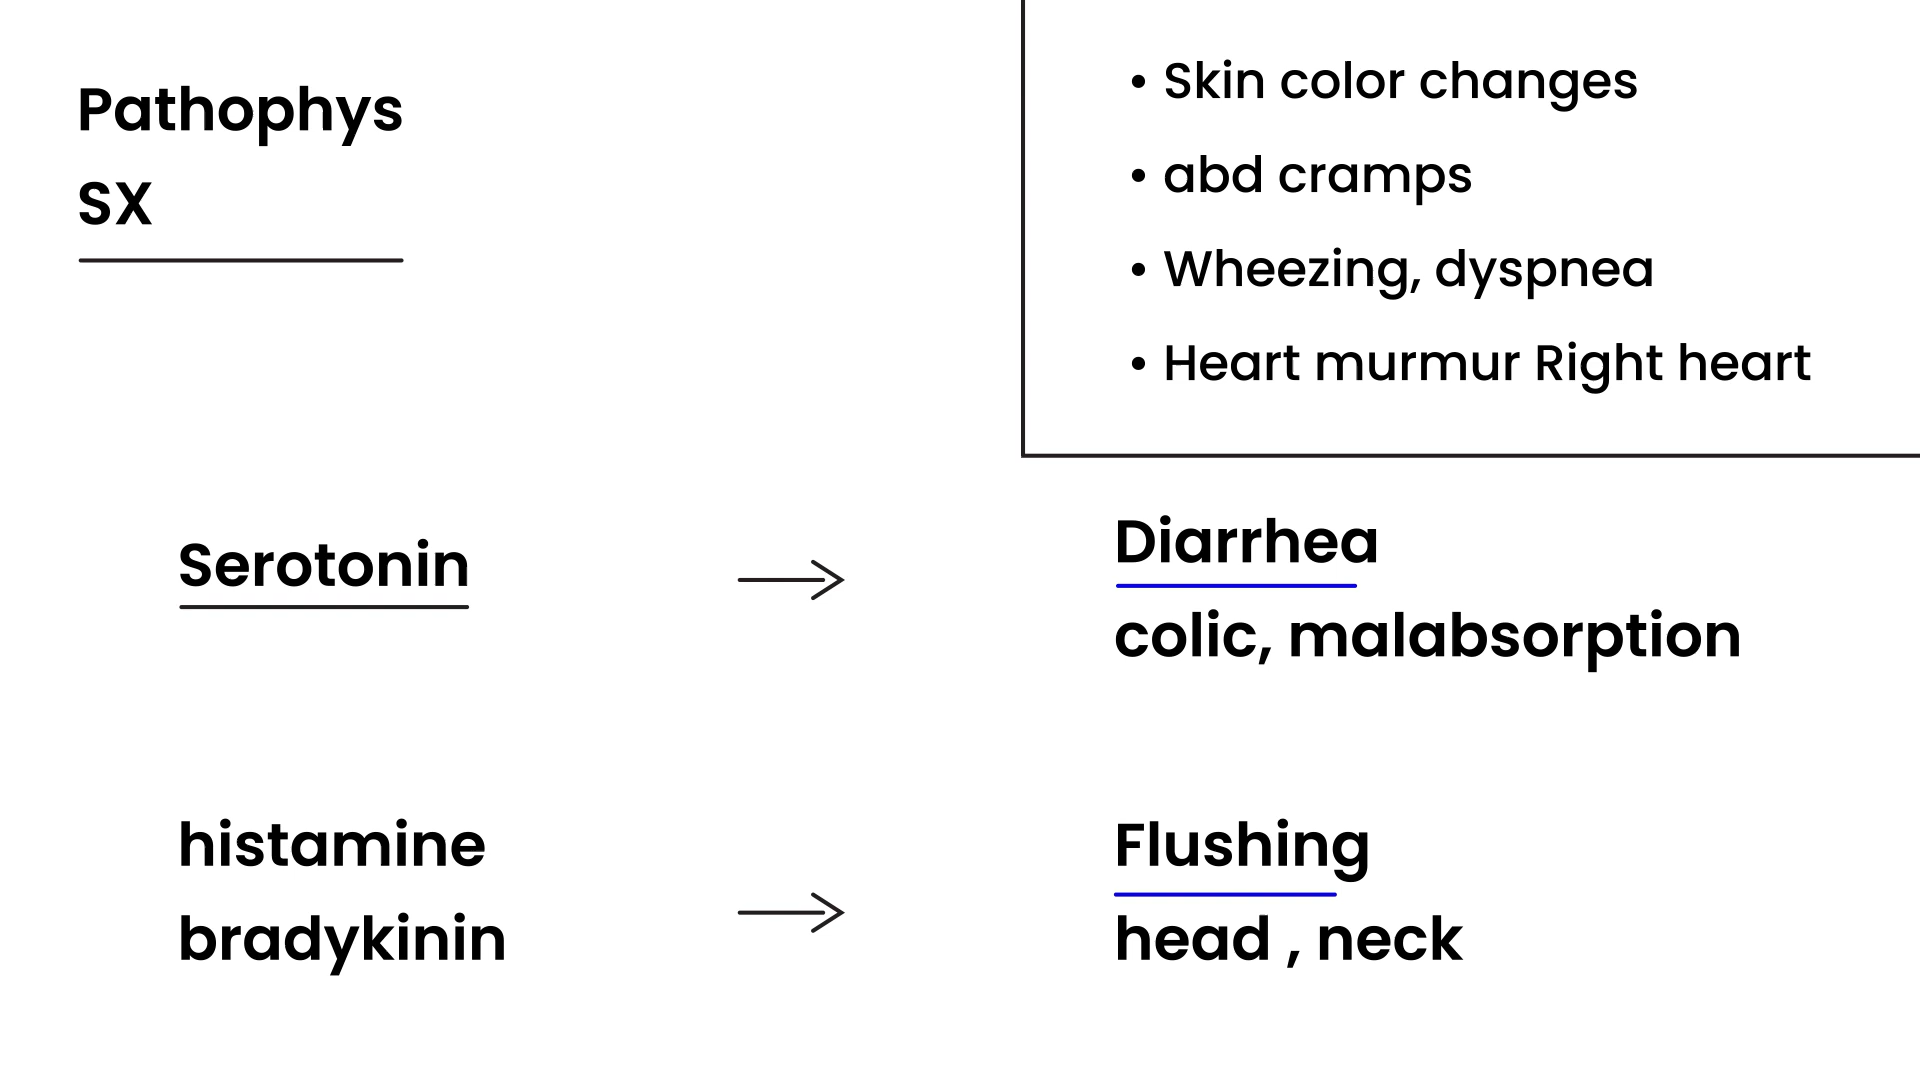 Pathophys
SX
• Skin color changes
• abd cramps
• Wheezing, dyspnea
• Heart murmur Right heart
Serotonin
Diarrhea
colic, malabsorption
histamine
bradykinin
Flushing
head , neck